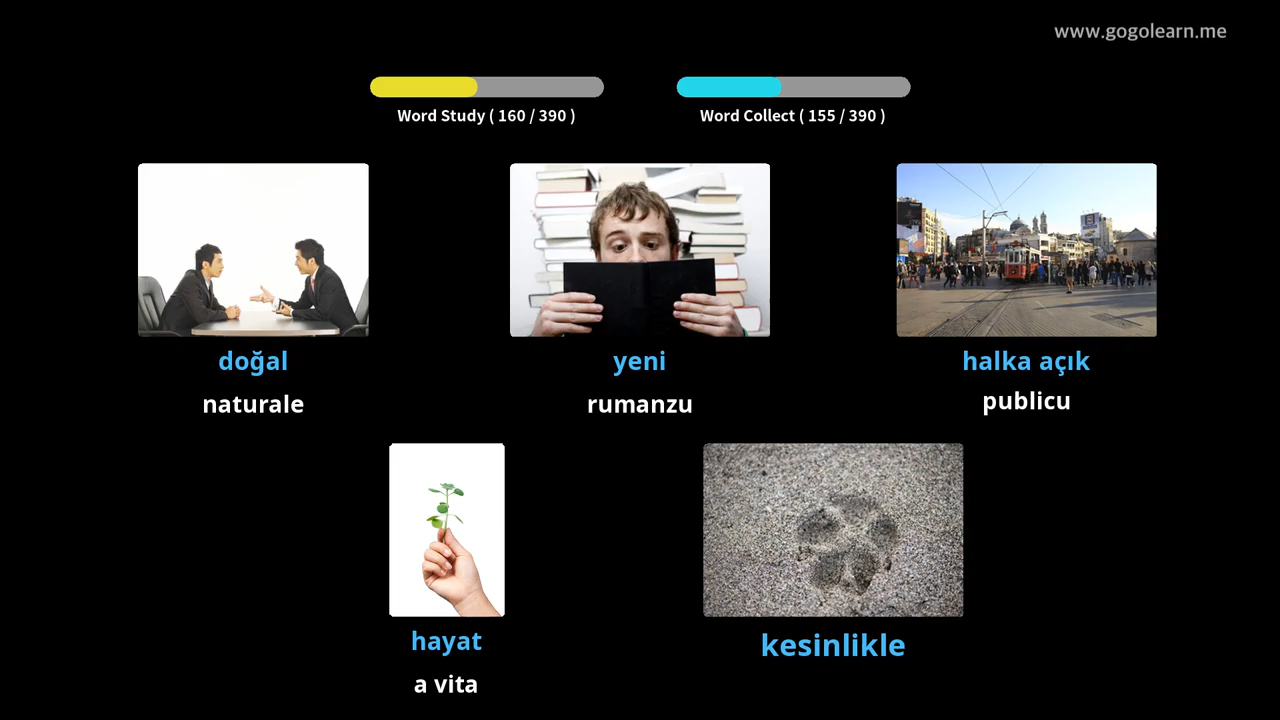 www.gogolearn.me
Word Study ( 160 / 390 )
Word Collect ( 155 / 390 )
doğal
naturale
yeni
rumanzu
halka açık
publicu
hayat
a vita
kesinlikle